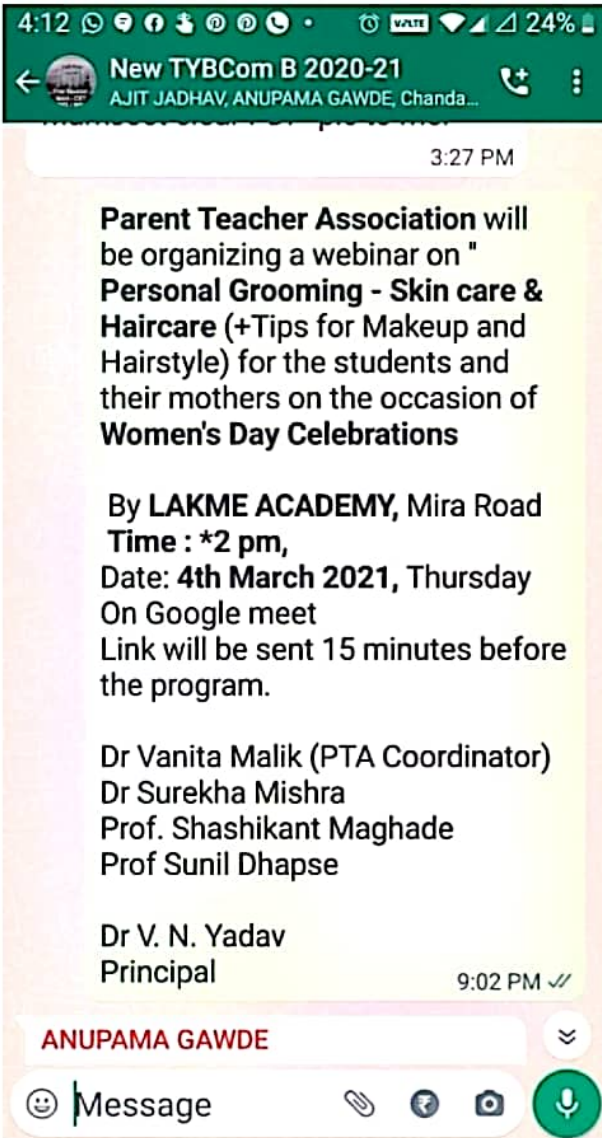 4:12 VoLTE 24%
New TYBCom B 2020-21
AJIT JADHAV, ANUPAMA GAWDE, Chanda...
3:27 PM
Parent Teacher Association will
be organizing a webinar on "
Personal Grooming - Skin care &
Haircare (+Tips for Makeup and
Hairstyle) for the students and
their mothers on the occasion of
Women's Day Celebrations
By LAKME ACADEMY, Mira Road
Time : *2 pm,
Date: 4th March 2021, Thursday
On Google meet
Link will be sent 15 minutes before
the program.
Dr Vanita Malik (PTA Coordinator)
Dr Surekha Mishra
Prof. Shashikant Maghade
Prof Sunil Dhapse
Dr V. N. Yadav
Principal
9:02 PM
ANUPAMA GAWDE
Message